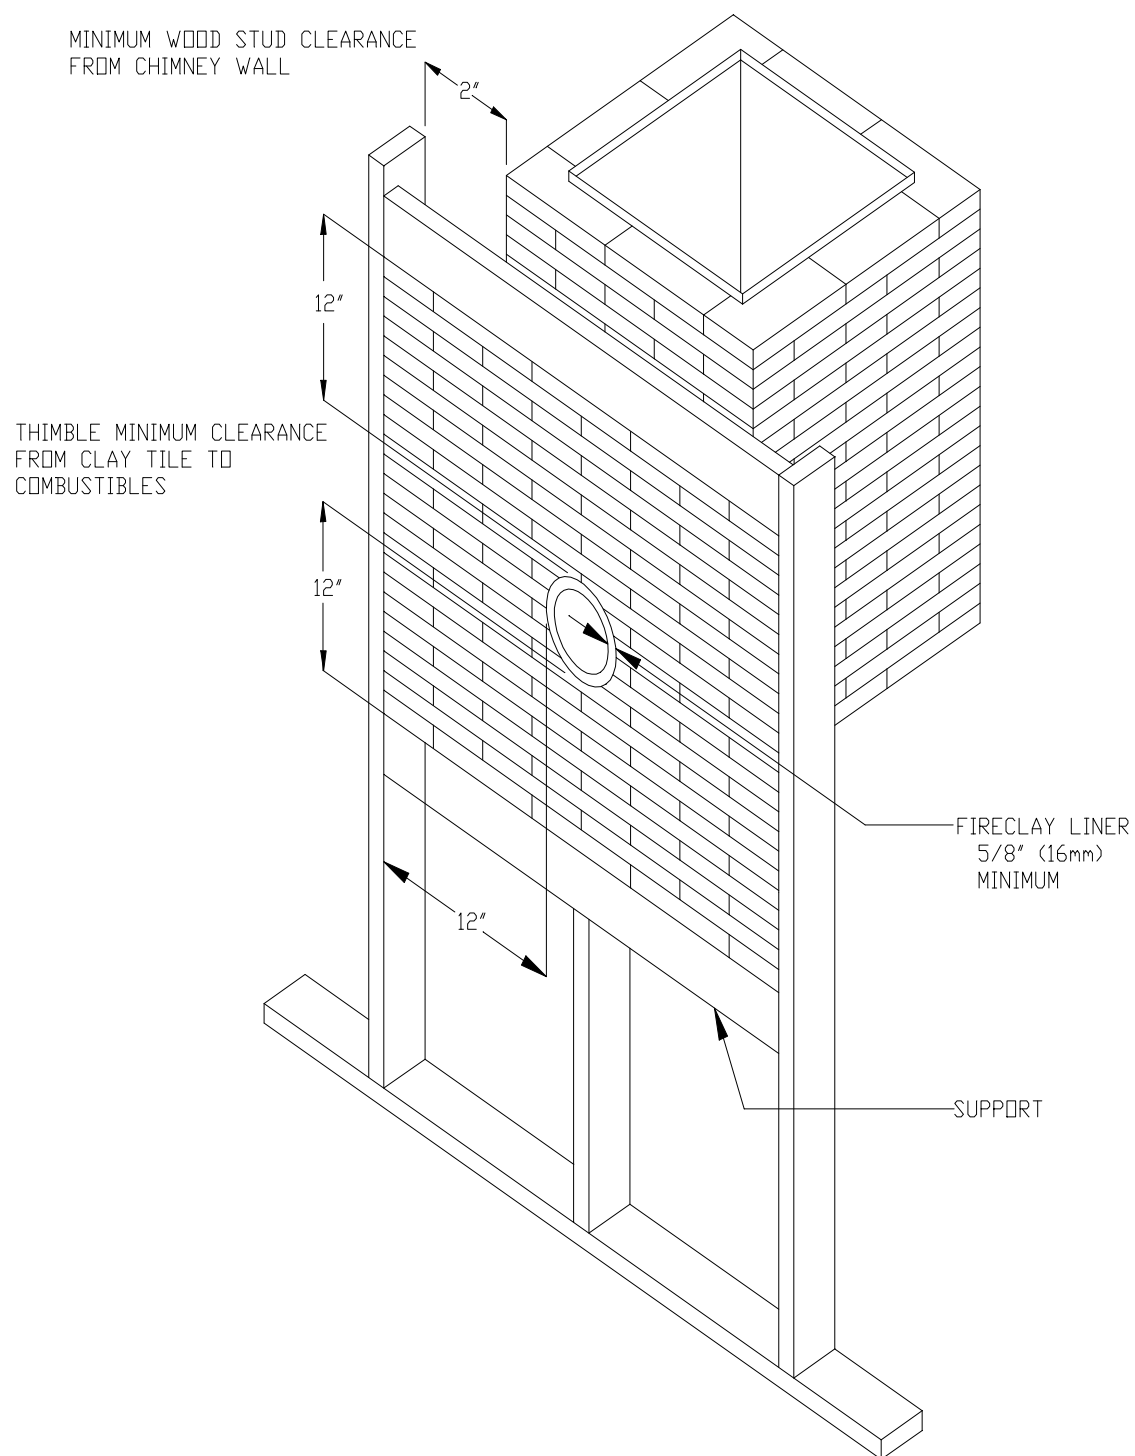 MINIMUM WOOD STUD CLEARANCE
FROM CHIMNEY WALL
2"
12"
THIMBLE MINIMUM CLEARANCE
FROM CLAY TILE TO
COMBUSTIBLES
12"
FIRECLAY LINER
5/8" (16mm)
MINIMUM
12"
SUPPORT